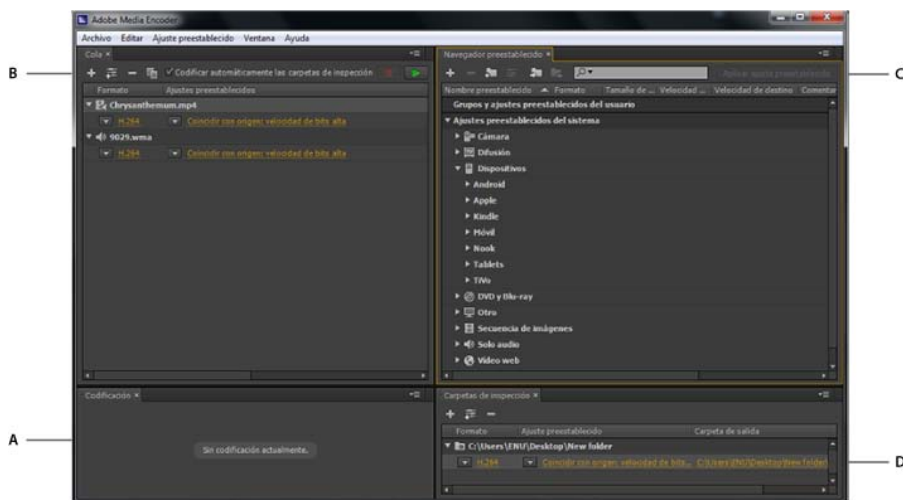 Adobe Media Encoder
Archivo Editar Ajuste preestablecido Ventana Ayuda
B
Cola
Codificar automáticamente las carpetas de inspección
Formato Ajustes preestablecidos
Chrysanthemum.mp4
H.264 Coincidir con origen: velocidad de bits alta
9029.wma
H.264 Coincidir con origen: velocidad de bits alta
Navegador preestablecido
C
Aplicar ajuste preestablecido
Nombre preestablecido Formato Tamaño de ... Velocidad ... Velocidad de destino Comentar
Grupos y ajustes preestablecidos del usuario
Ajustes preestablecidos del sistema
Cámara
Difusión
Dispositivos
Android
Apple
Kindle
Móvil
Nook
Tablets
TiVo
DVD y Blu-ray
Otro
Secuencia de imágenes
Solo audio
Vídeo web
A
Codificación
Sin codificación actualmente.
Carpetas de inspección
Formato Ajuste preestablecido Carpeta de salida
C:\Users\ENU\Desktop\New folder
H.264 Coincidir con origen: velocidad de bits... C:\Users\ENU\Desktop\New folder\
D